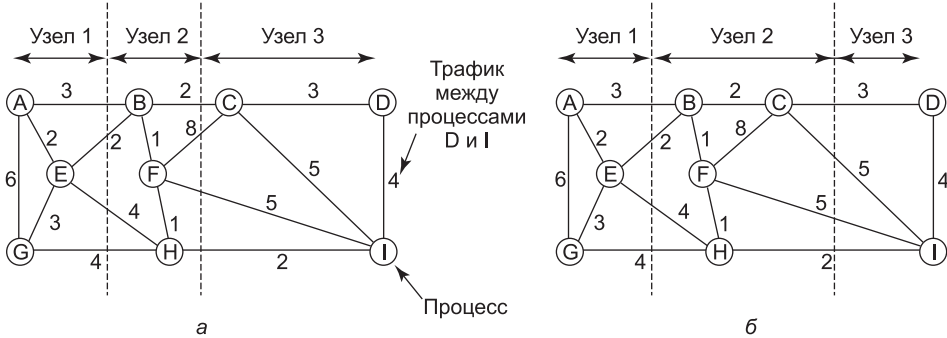 Узел 1 Узел 2 Узел 3
A 3 B 2 C 3 D
2 2 1 8
6 E F 5 4
3 4 5
1
G 4 H 2 I
Трафик
между
процессами
D и I
Процесс
а
Узел 1 Узел 2 Узел 3
A 3 B 2 C 3 D
2 2 1 8
6 E F 5 4
3 4 5
1
G 4 H 2 I
б